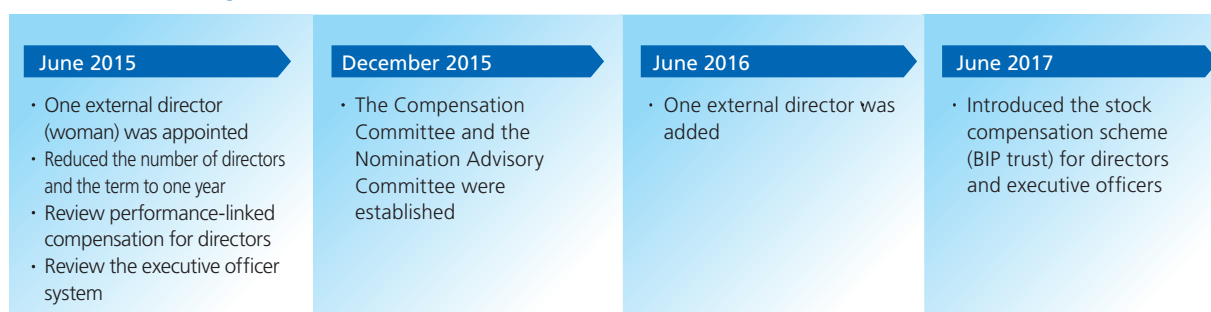 June 2015
・One external director
(woman) was appointed
・Reduced the number of directors
and the term to one year
・Review performance-linked
compensation for directors
・Review the executive officer
system
December 2015
・The Compensation
Committee and the
Nomination Advisory
Committee were
established
June 2016
・One external director was
added
June 2017
・Introduced the stock
compensation scheme
(BIP trust) for directors
and executive officers